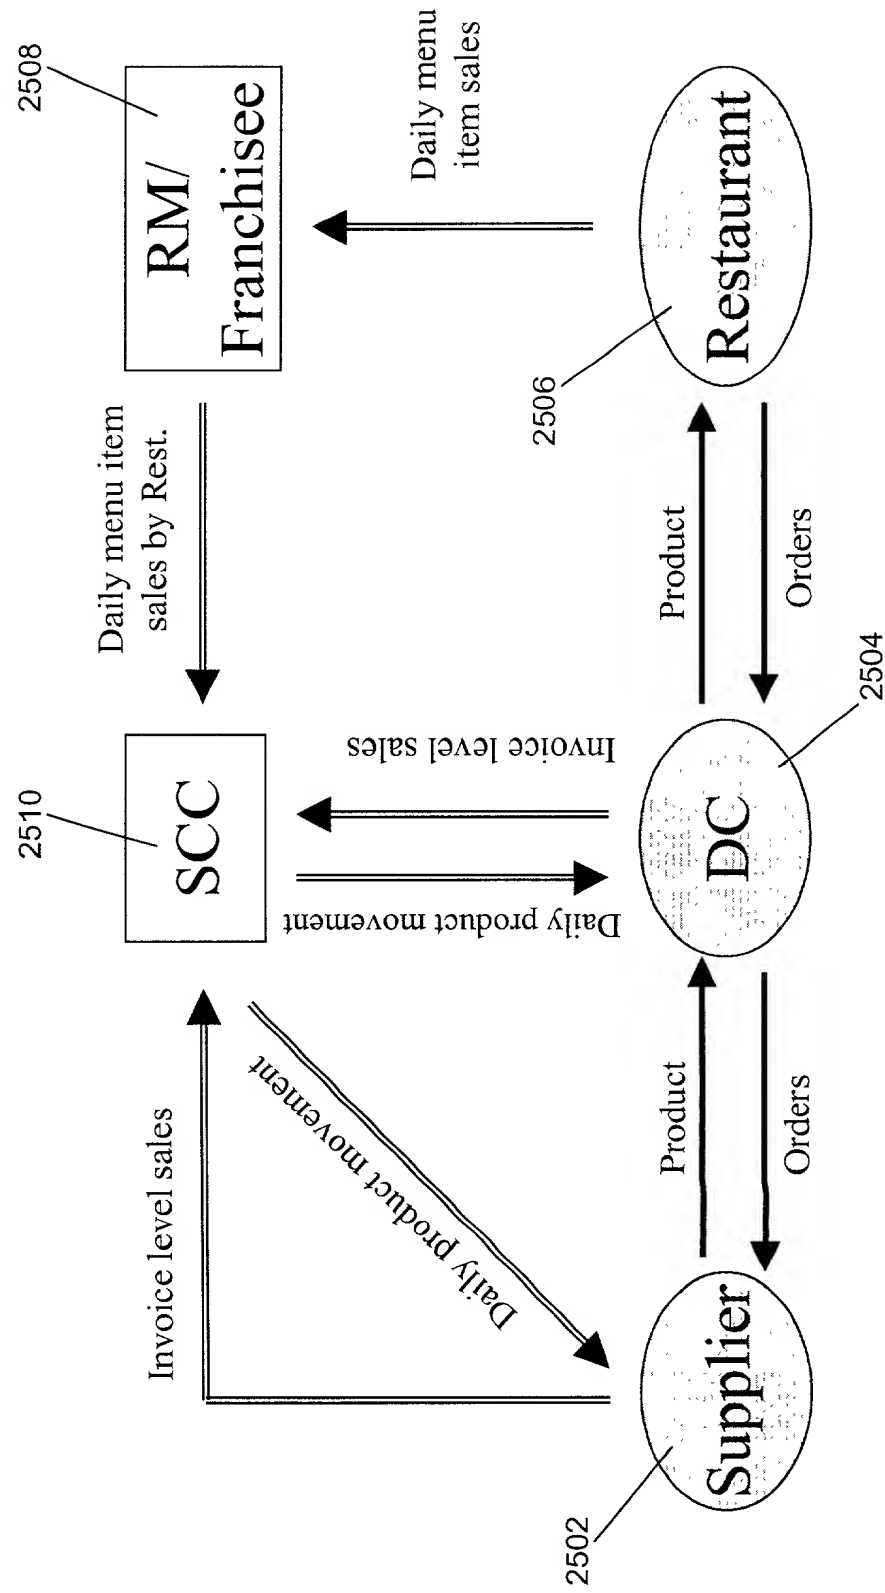 2510
2508
SCC
RM/
Franchisee
Invoice level sales
Daily menu item
sales by Rest.
Daily product movement
Daily product movement
Invoice level sales
Daily menu
item sales
2502
2506
Supplier
Product
Orders
DC
Product
Orders
Restaurant
2504